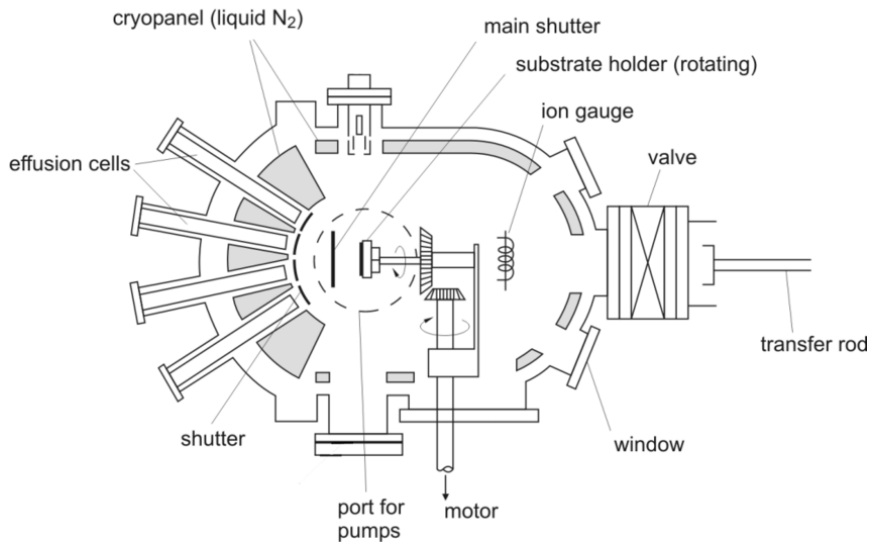 cryopanel (liquid N₂)
main shutter
substrate holder (rotating)
ion gauge
valve
effusion cells
transfer rod
shutter
window
port for
pumps
motor